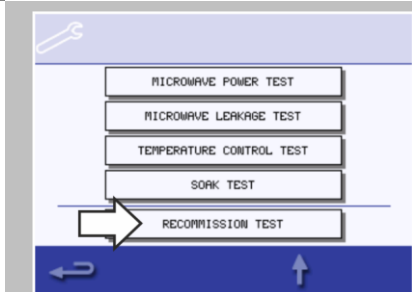 MICROWAVE POWER TEST
MICROWAVE LEAKAGE TEST
TEMPERATURE CONTROL TEST
SOAK TEST
RECOMMISSION TEST